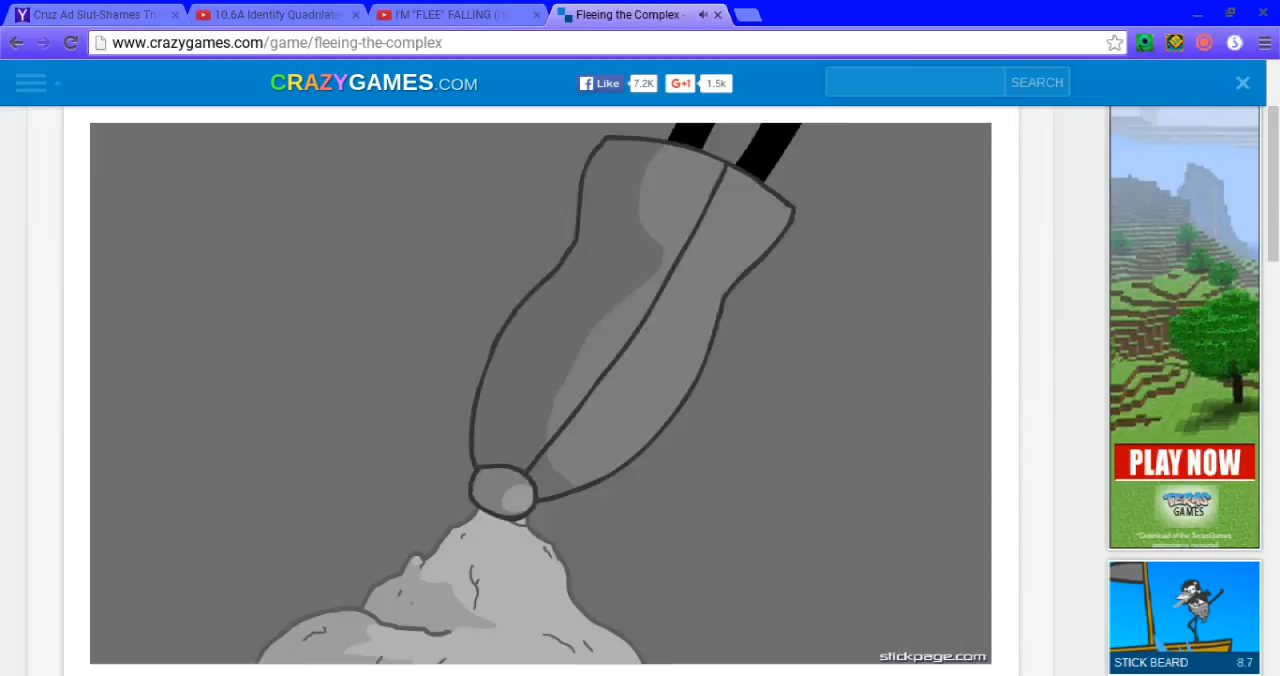 Cruz Ad Slut-Shames Tr
10.6A Identify Quadrilate
I'M "FLEE" FALLING (
Fleeing the Complex -
www.crazygames.com/game/fleeing-the-complex
CRAZYGAMES.COM
Like
7.2K
G+1
1.5k
SEARCH
PLAY NOW
TERAS
GAMES
stickpage.com
STICK BEARD
8.7